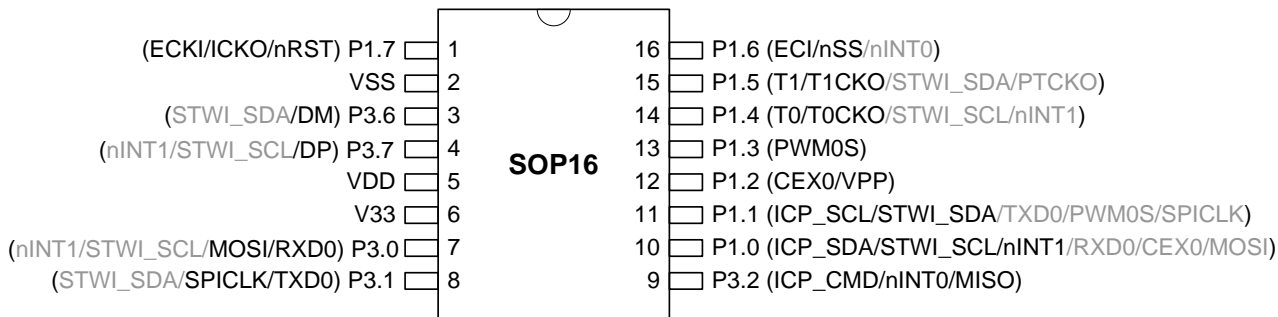 (ECKI/ICKO/nRST) P1.7 1 16 P1.6 (ECI/nSS/nINT0)
VSS 2 15 P1.5 (T1/T1CKO/STWI_SDA/PTCKO)
(STWI_SDA/DM) P3.6 3 14 P1.4 (T0/T0CKO/STWI_SCL/nINT1)
(nINT1/STWI_SCL/DP) P3.7 4 13 P1.3 (PWM0S)
SOP16
VDD 5 12 P1.2 (CEX0/VPP)
V33 6 11 P1.1 (ICP_SCL/STWI_SDA/TXD0/PWM0S/SPICLK)
(nINT1/STWI_SCL/MOSI/RXD0) P3.0 7 10 P1.0 (ICP_SDA/STWI_SCL/nINT1/RXD0/CEX0/MOSI)
(STWI_SDA/SPICLK/TXD0) P3.1 8 9 P3.2 (ICP_CMD/nINT0/MISO)